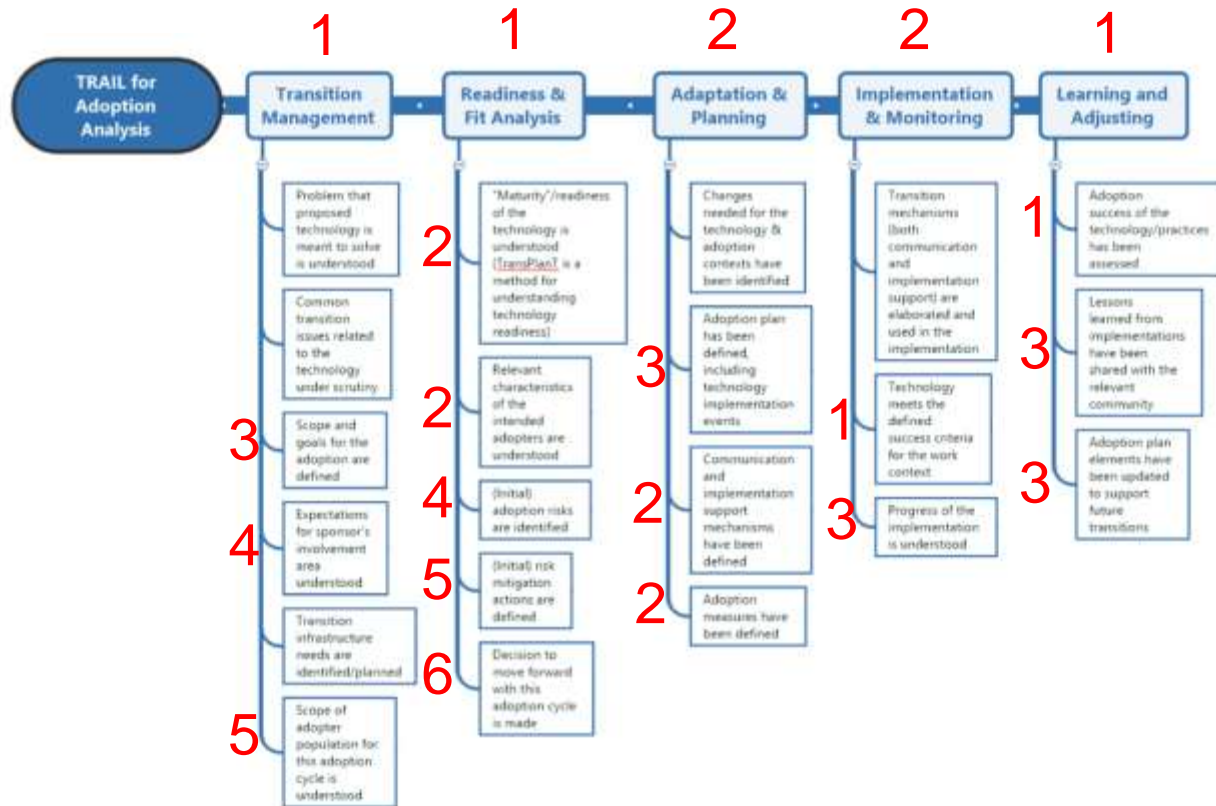 1
1
2
2
1
TRAIL for
Adoption
Analysis
Transition
Management
Readiness &
Fit Analysis
Adaptation &
Planning
Implementation
& Monitoring
Learning and
Adjusting
Problem that
proposed
technology is
meant to solve
is understood
Common
transition
issues related
to the
technology
under scrutiny
3
Scope and
goals for the
adoption are
defined
4
Expectations
for sponsor's
involvement
area
understood
Transition
infrastructure
needs are
identified/planned
5
Scope of
adopter
population for
this adoption
cycle is
understood
2
"Maturity"/readiness
of the
technology is
understood
(TransPlanT is a
method for
understanding
technology
readiness)
2
Relevant
characteristics
of the
intended
adopters are
understood
4
(Initial)
adoption risks
are identified
5
(Initial) risk
mitigation
actions are
defined
6
Decision to
move forward
with this
adoption cycle
is made
Changes
needed for the
technology &
adoption
contexts have
been identified
3
Adoption plan
has been
defined,
including
technology
implementation
events
2
Communication
and
implementation
support
mechanisms
have been
defined
2
Adoption
measures have
been defined
Transition
mechanisms
(both
communication
and
implementation
support) are
elaborated and
used in the
implementation
1
Technology
meets the
defined
success criteria
for the work
context
3
Progress of the
implementation
is understood
1
Adoption
success of the
technology/practices
has been
assessed
3
Lessons
learned from
implementations
have been
shared with the
relevant
community
3
Adoption plan
elements have
been updated
to support
future
transitions